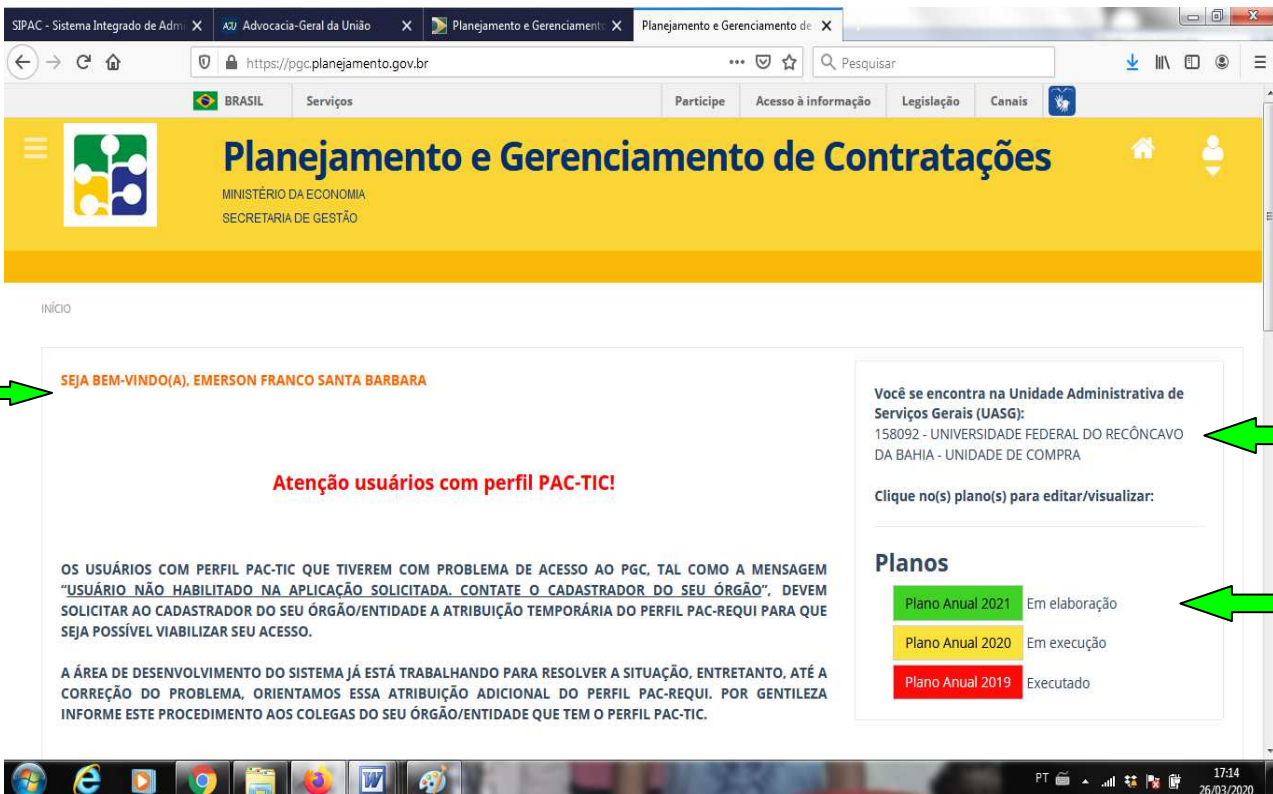 SIPAC - Sistema Integrado de Adm
AGU Advocacia-Geral da União
Planejamento e Gerenciament
Planejamento e Gerenciamento de
https://pgc.planejamento.gov.br
Pesquisar
BRASIL Serviços Participe Acesso à informação Legislação Canais
Planejamento e Gerenciamento de Contratações
MINISTÉRIO DA ECONOMIA
SECRETARIA DE GESTÃO
INÍCIO
SEJA BEM-VINDO(A), EMERSON FRANCO SANTA BARBARA
Atenção usuários com perfil PAC-TIC!
OS USUÁRIOS COM PERFIL PAC-TIC QUE TIVEREM COM PROBLEMA DE ACESSO AO PGC, TAL COMO A MENSAGEM
“USUÁRIO NÃO HABILITADO NA APLICAÇÃO SOLICITADA. CONTATE O CADASTRADOR DO SEU ÓRGÃO”, DEVEM
SOLICITAR AO CADASTRADOR DO SEU ÓRGÃO/ENTIDADE A ATRIBUIÇÃO TEMPORÁRIA DO PERFIL PAC-REQUI PARA QUE
SEJA POSSÍVEL VIABILIZAR SEU ACESSO.
A ÁREA DE DESENVOLVIMENTO DO SISTEMA JÁ ESTÁ TRABALHANDO PARA RESOLVER A SITUAÇÃO, ENTRETANTO, ATÉ A
CORREÇÃO DO PROBLEMA, ORIENTAMOS ESSA ATRIBUIÇÃO ADICIONAL DO PERFIL PAC-REQUI. POR GENTILEZA
INFORME ESTE PROCEDIMENTO AOS COLEGAS DO SEU ÓRGÃO/ENTIDADE QUE TEM O PERFIL PAC-TIC.
Você se encontra na Unidade Administrativa de
Serviços Gerais (UASG):
158092 - UNIVERSIDADE FEDERAL DO RECÔNCAVO
DA BAHIA - UNIDADE DE COMPRA
Clique no(s) plano(s) para editar/visualizar:
Planos
Plano Anual 2021 Em elaboração
Plano Anual 2020 Em execução
Plano Anual 2019 Executado
PT
17:14
26/03/2020